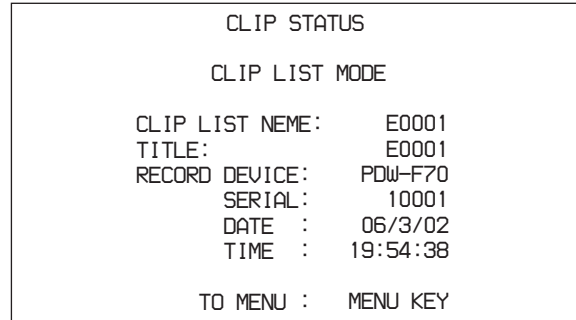 CLIP STATUS
CLIP LIST MODE
CLIP LIST NEME: E0001
TITLE: E0001
RECORD DEVICE: PDW-F70
SERIAL: 10001
DATE : 06/3/02
TIME : 19:54:38
TO MENU : MENU KEY